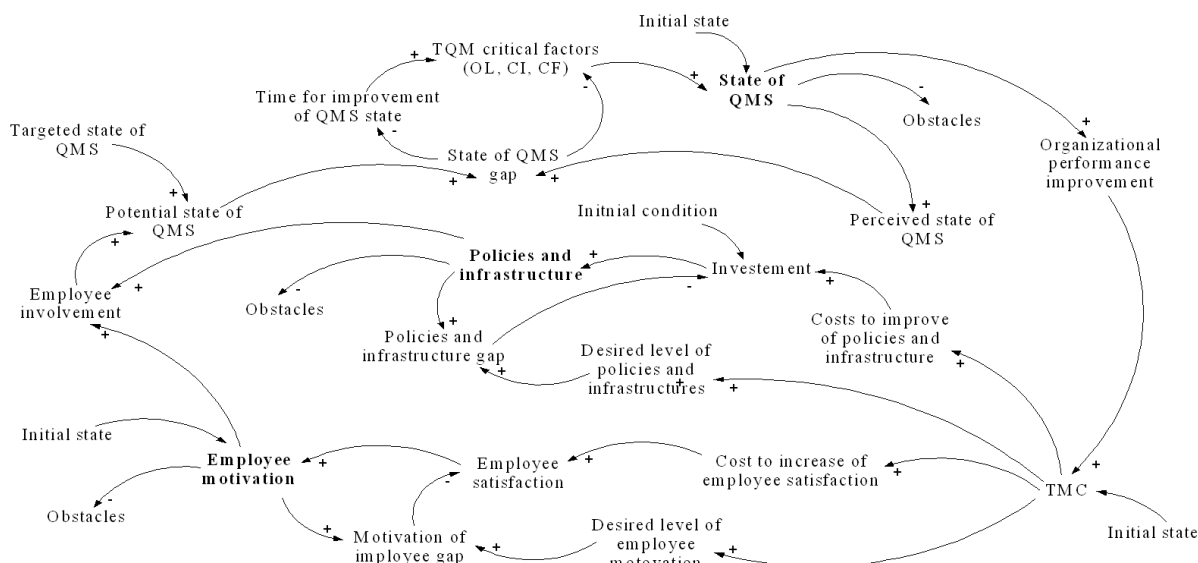 Initial state
TQM critical factors
(OL, CI, CF)
+
+
-
State of
QMS
-
Time for improvement
of QMS state
-
Obstacles
+
Targeted state of
QMS
State of QMS
gap
+
+
Organizational
performance
improvement
+
Potential state of
QMS
+
Initnial condition
+
Perceived state of
QMS
+
Policies and
infrastructure
+
Investement
+
-
Employee
involvement
+
-
Obstacles
+
Costs to improve
of policies and
infrastructure
+
Policies and
infrastructure gap
+
Desired level of
policies and
infrastructures
+
+
+
Initial state
Employee
motivation
+
Employee
satisfaction
+
Cost to increase of
employee satisfaction
+
+
TMC
-
Obstacles
-
Initial state
+
Motivation of
imployee gap
+
Desired level of
employee
motovation
+